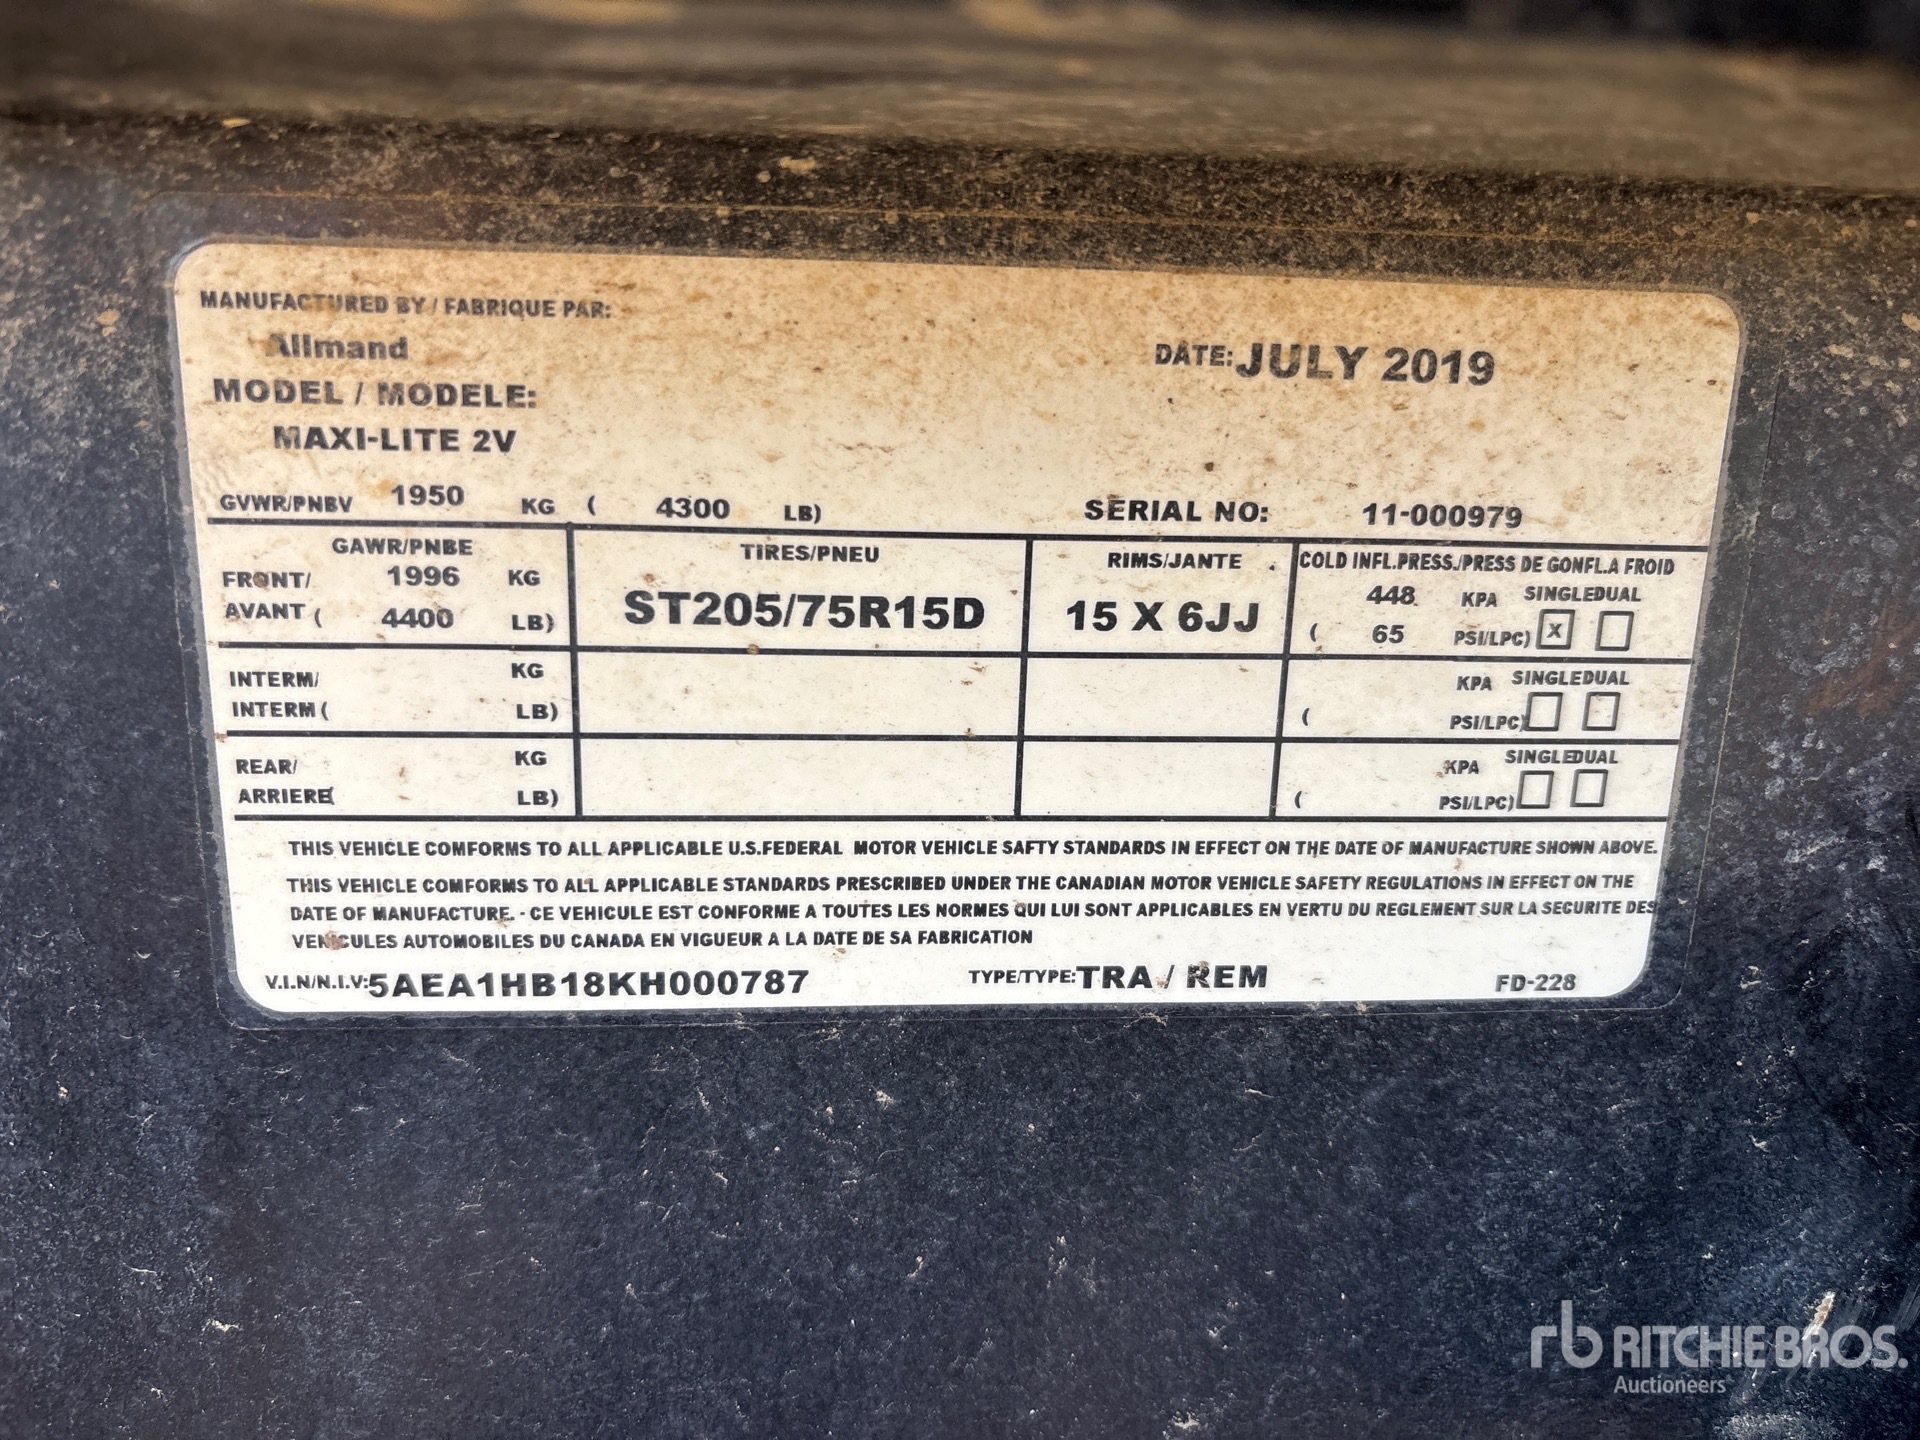 MANUFACTURED BY / FABRIQUE PAR:
Allmand
DATE: JULY 2019
MODEL / MODELE:
MAXI-LITE 2V
GVWR/PNBV 1950 KG ( 4300 LB) SERIAL NO: 11-000979
GAWR/PNBE TIRES/PNEU RIMS/JANTE COLD INFL.PRESS./PRESS DE GONFL.A FROID
FRONT/ 1996 KG ST205/75R15D 15 X 6JJ 448 KPA SINGLE DUAL
AVANT ( 4400 LB) ( 65 PSI/LPC) X
INTERM/ KG KPA SINGLE DUAL
INTERM ( LB) ( PSI/LPC)
REAR/ KG KPA SINGLE DUAL
ARRIERE( LB) ( PSI/LPC)
THIS VEHICLE COMFORMS TO ALL APPLICABLE U.S.FEDERAL MOTOR VEHICLE SAFTY STANDARDS IN EFFECT ON THE DATE OF MANUFACTURE SHOWN ABOVE.
THIS VEHICLE COMFORMS TO ALL APPLICABLE STANDARDS PRESCRIBED UNDER THE CANADIAN MOTOR VEHICLE SAFETY REGULATIONS IN EFFECT ON THE
DATE OF MANUFACTURE. - CE VEHICULE EST CONFORME A TOUTES LES NORMES QUI LUI SONT APPLICABLES EN VERTU DU REGLEMENT SUR LA SECURITE DES
VEHICULES AUTOMOBILES DU CANADA EN VIGUEUR A LA DATE DE SA FABRICATION
V.I.N/N.I.V: 5AEA1HB18KH000787 TYPE/TYPE: TRA / REM FD-228
rb RITCHIE BROS.
Auctioneers